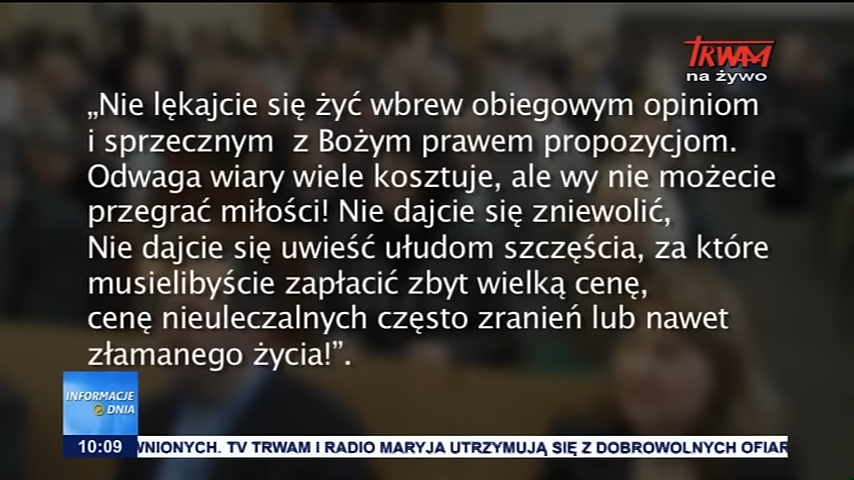 TRWAM
na żywo
„Nie lękajcie się żyć wbrew obiegowym opiniom
i sprzecznym z Bożym prawem propozycjom.
Odwaga wiary wiele kosztuje, ale wy nie możecie
przegrać miłości! Nie dajcie się zniewolić,
Nie dajcie się uwieść ułudom szczęścia, za które
musielibyście zapłacić zbyt wielką cenę,
cenę nieuleczalnych często zranień lub nawet
złamanego życia!”.
INFORMACJE
DNIA
10:09 WNIONYCH. TV TRWAM I RADIO MARYJA UTRZYMUJĄ SIĘ Z DOBROWOLNYCH OFIAR